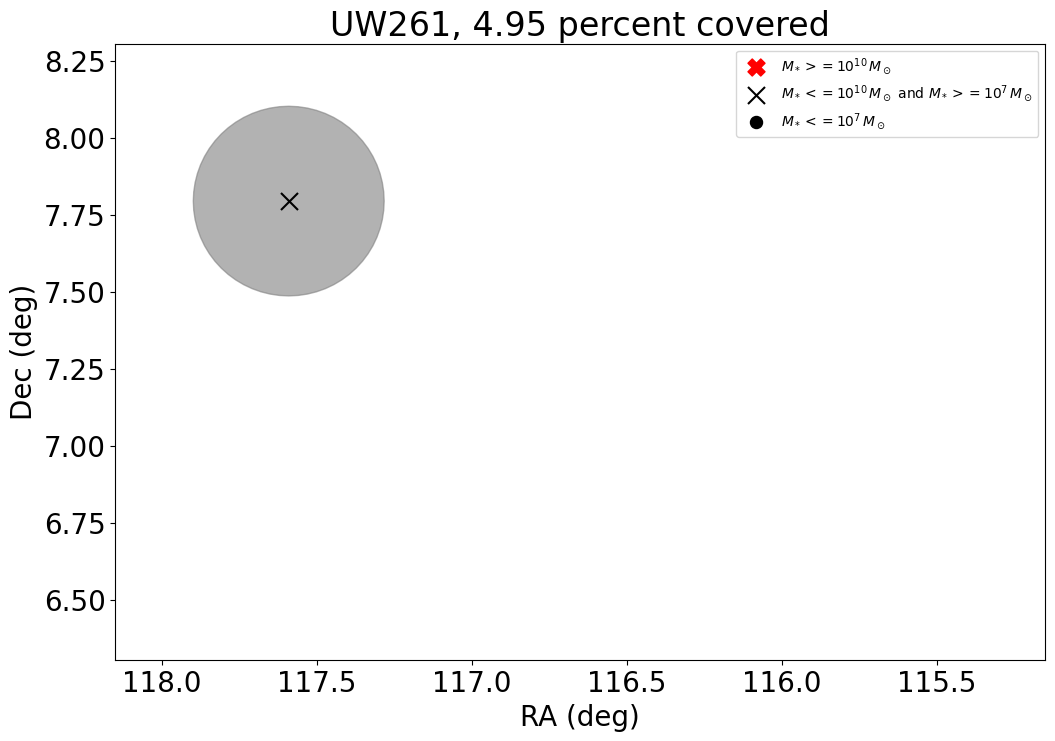 UW261, 4.95 percent covered
M* >= 10^10 M⊙
M* <= 10^10 M⊙ and M* >= 10^7 M⊙
M* <= 10^7 M⊙
8.25
8.00
7.75
7.50
7.25
7.00
6.75
6.50
Dec (deg)
118.0 117.5 117.0 116.5 116.0 115.5
RA (deg)